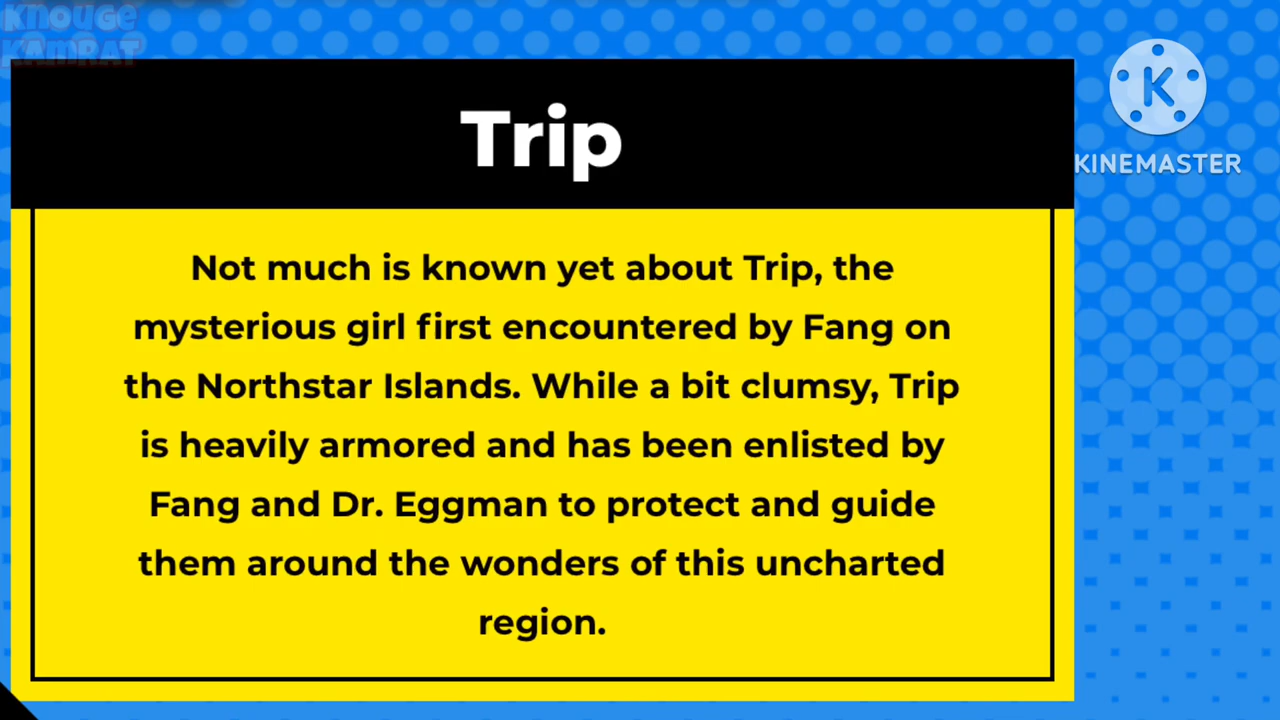 Knouge
Kamrat
K
KINEMASTER
Trip
Not much is known yet about Trip, the
mysterious girl first encountered by Fang on
the Northstar Islands. While a bit clumsy, Trip
is heavily armored and has been enlisted by
Fang and Dr. Eggman to protect and guide
them around the wonders of this uncharted
region.